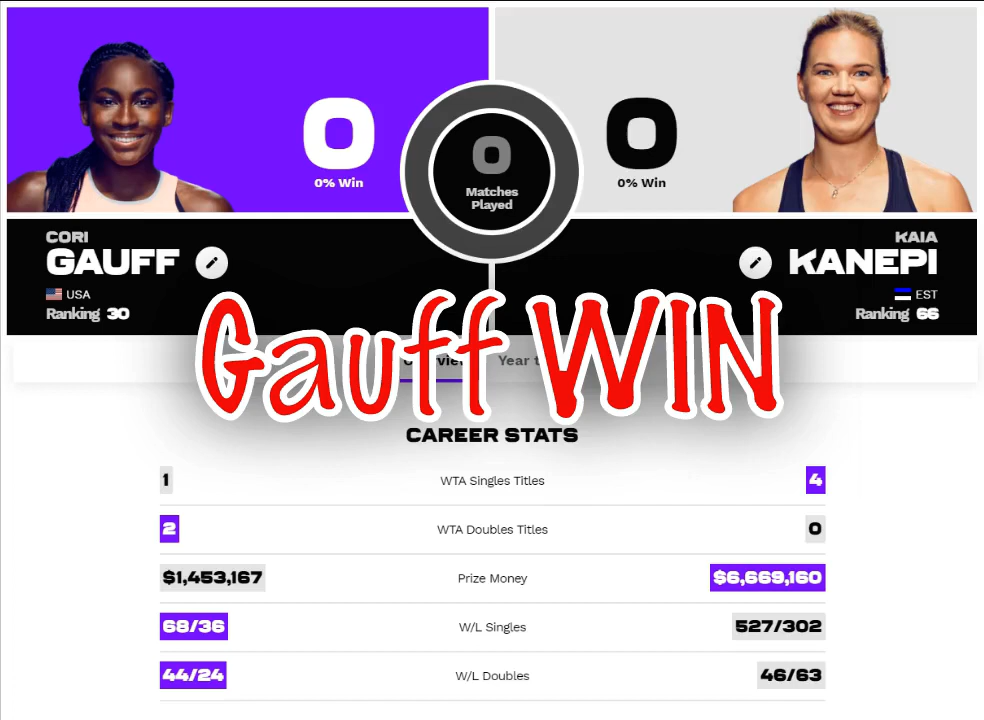 0
0% Win
0
Matches
Played
0
0% Win
CORI
GAUFF
USA
Ranking 30
KAIA
KANEPI
EST
Ranking 66
Gauff WIN
Year t
CAREER STATS
1 WTA Singles Titles 4
2 WTA Doubles Titles 0
$1,453,167 Prize Money $6,669,160
68/36 W/L Singles 527/302
44/24 W/L Doubles 46/63